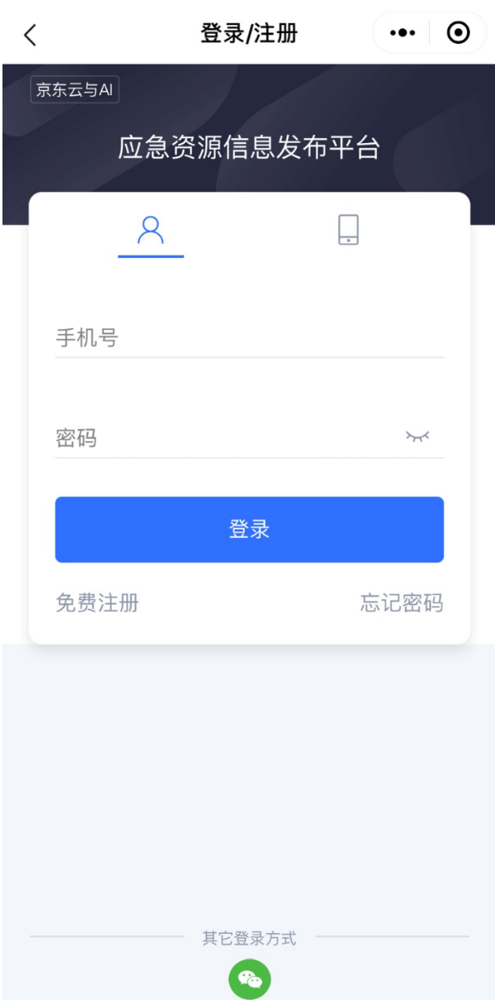 登录/注册
京东云与AI
应急资源信息发布平台
手机号
密码
登录
免费注册
忘记密码
其它登录方式